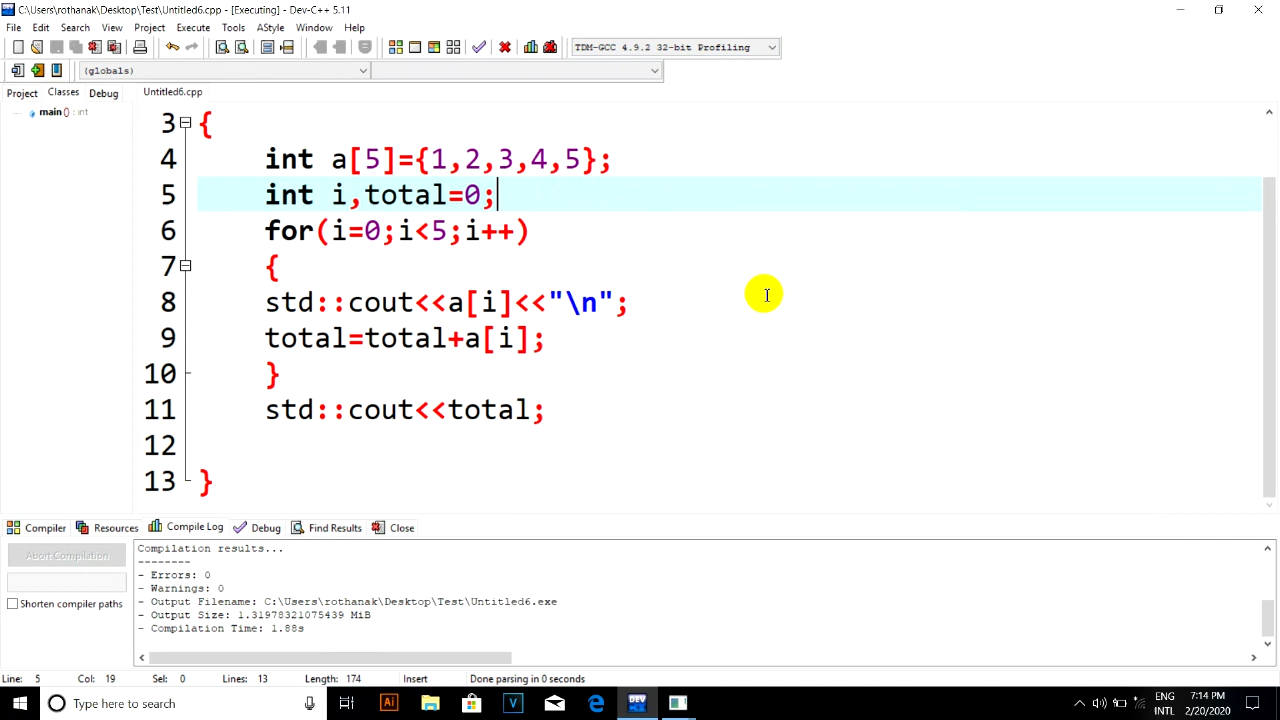 C:\Users\rothanak\Desktop\Test\Untitled6.cpp - [Executing] - Dev-C++ 5.11
File Edit Search View Project Execute Tools AStyle Window Help
TDM-GCC 4.9.2 32-bit Profiling
(globals)
Project Classes Debug Untitled6.cpp
main () : int
3 {
4 int a[5]={1,2,3,4,5};
5 int i,total=0;
6 for(i=0;i<5;i++)
7 {
8 std::cout<<a[i]<<"\n";
9 total=total+a[i];
10 }
11 std::cout<<total;
12
13 }
Compiler Resources Compile Log Debug Find Results Close
Abort Compilation
Shorten compiler paths
Compilation results...
--------
- Errors: 0
- Warnings: 0
- Output Filename: C:\Users\rothanak\Desktop\Test\Untitled6.exe
- Output Size: 1.31978321075439 MiB
- Compilation Time: 1.88s
Line: 5 Col: 19 Sel: 0 Lines: 13 Length: 174 Insert Done parsing in 0 seconds
Type here to search
Ai
V
DEV
ENG
INTL
7:14 PM
2/20/2020